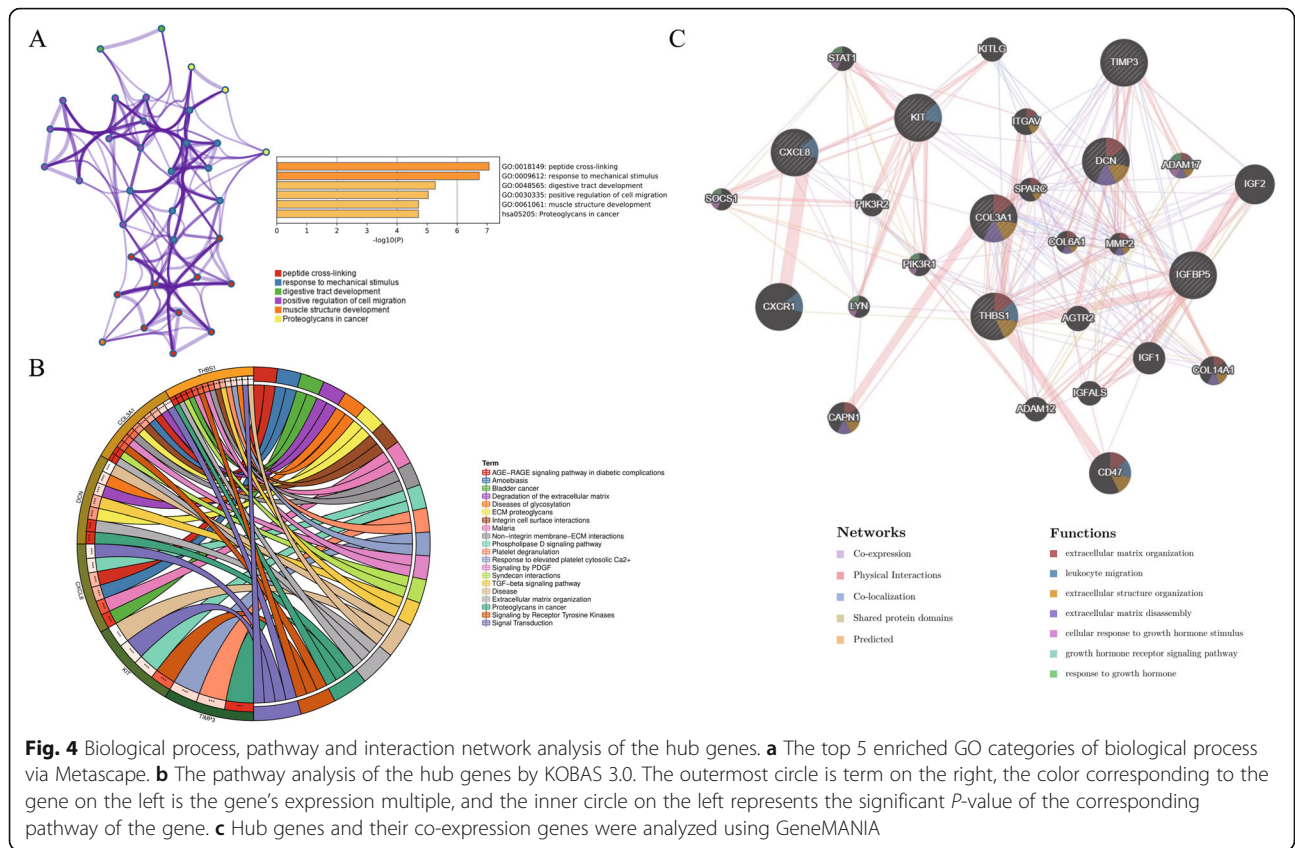 A
GO:0018149: peptide cross-linking
GO:0009612: response to mechanical stimulus
GO:0048565: digestive tract development
GO:0030335: positive regulation of cell migration
GO:0061061: muscle structure development
hsa05205: Proteoglycans in cancer
0 1 2 3 4 5 6 7
-log10(P)
peptide cross-linking
response to mechanical stimulus
digestive tract development
positive regulation of cell migration
muscle structure development
Proteoglycans in cancer
B
THBS1
COL3A1
DCN
CXCL8
KIT
TIMP3
Term
AGE−RAGE signaling pathway in diabetic complications
Amoebiasis
Bladder cancer
Degradation of the extracellular matrix
Diseases of glycosylation
ECM proteoglycans
Integrin cell surface interactions
Malaria
Non−integrin membrane−ECM interactions
Phospholipase D signaling pathway
Platelet degranulation
Response to elevated platelet cytosolic Ca2+
Signaling by PDGF
Syndecan interactions
TGF−beta signaling pathway
Disease
Extracellular matrix organization
Proteoglycans in cancer
Signaling by Receptor Tyrosine Kinases
Signal Transduction
C
STAT1
KITLG
TIMP3
KIT
ITGAV
CXCL8
DCN
ADAM17
IGF2
SPARC
SOCS1
PIK3R2
COL3A1
COL6A1
MMP2
PIK3R1
IGFBP5
CXCR1
LYN
THBS1
AGTR2
IGF1
COL14A1
IGFALS
CAPN1
ADAM12
CD47
Networks
Co-expression
Physical Interactions
Co-localization
Shared protein domains
Predicted
Functions
extracellular matrix organization
leukocyte migration
extracellular structure organization
extracellular matrix disassembly
cellular response to growth hormone stimulus
growth hormone receptor signaling pathway
response to growth hormone
Fig. 4 Biological process, pathway and interaction network analysis of the hub genes. a The top 5 enriched GO categories of biological process
via Metascape. b The pathway analysis of the hub genes by KOBAS 3.0. The outermost circle is term on the right, the color corresponding to the
gene on the left is the gene's expression multiple, and the inner circle on the left represents the significant P-value of the corresponding
pathway of the gene. c Hub genes and their co-expression genes were analyzed using GeneMANIA